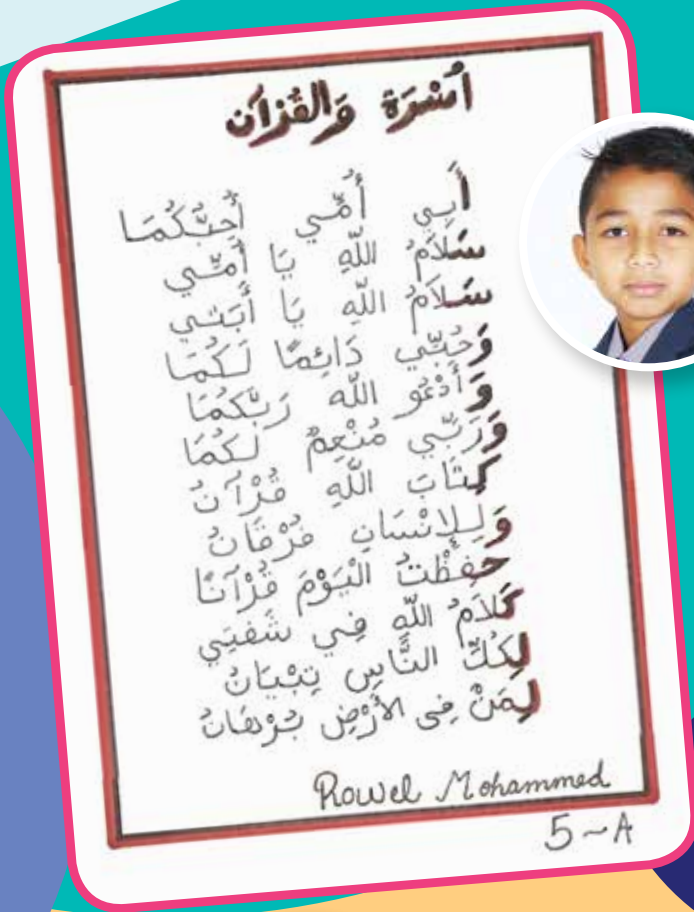 أُسْرَة وَالقُرْآن
أَبِي أُمِّي أُحِبُّكُمَا
سَلَامُ اللَّهِ يَا أُمِّي
سَلَامُ اللَّهِ يَا أَبَتِي
وَحُبِّي دَائِمًا لَكُمَا
وَأَدْعُو اللَّه رَبَّكُمَا
وَرَبِّي مُنْعِمٌ لَكُمَا
كِتَابَ اللَّهِ قُرْآنُ
وَلِلإنْسَانِ فُرْقَانُ
حَفِظْتُ الْيَوْمَ قُرْآنًا
كَلَامُ اللَّهِ فِي شَفَتِي
لِكُلِّ النَّاسِ تِبْيَانُ
لِمَنْ فِى الأَرْضِ بُرْهَانُ
Rowel Mohammed
5-A